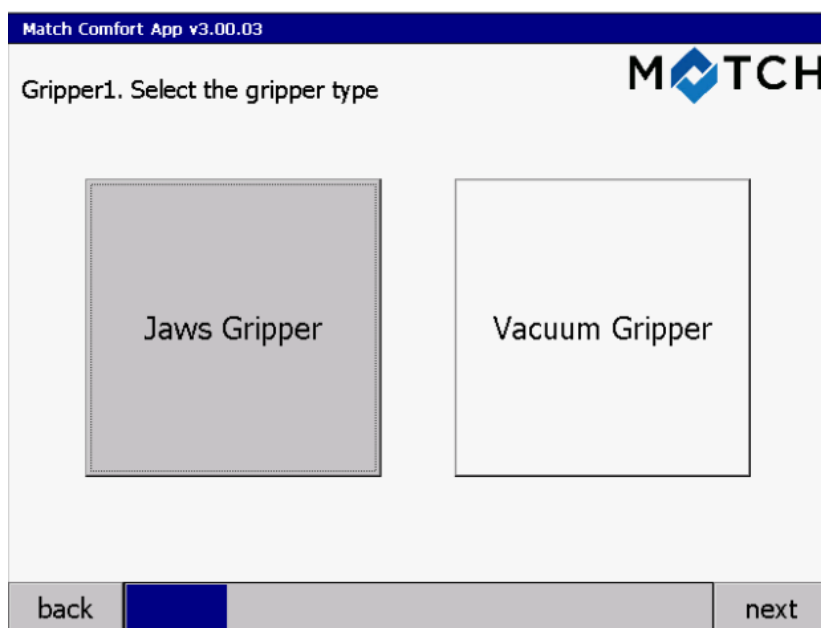 Match Comfort App v3.00.03
Gripper1. Select the gripper type
MATCH
Jaws Gripper
Vacuum Gripper
back
next